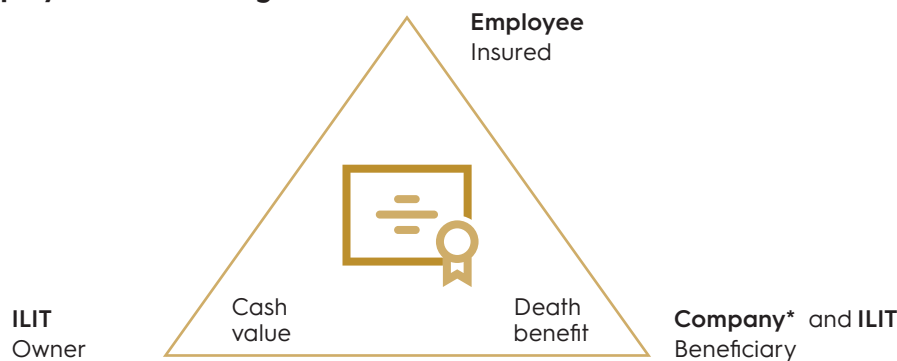 Employee
Insured
Cash
value
Death
benefit
ILIT
Owner
Company* and ILIT
Beneficiary